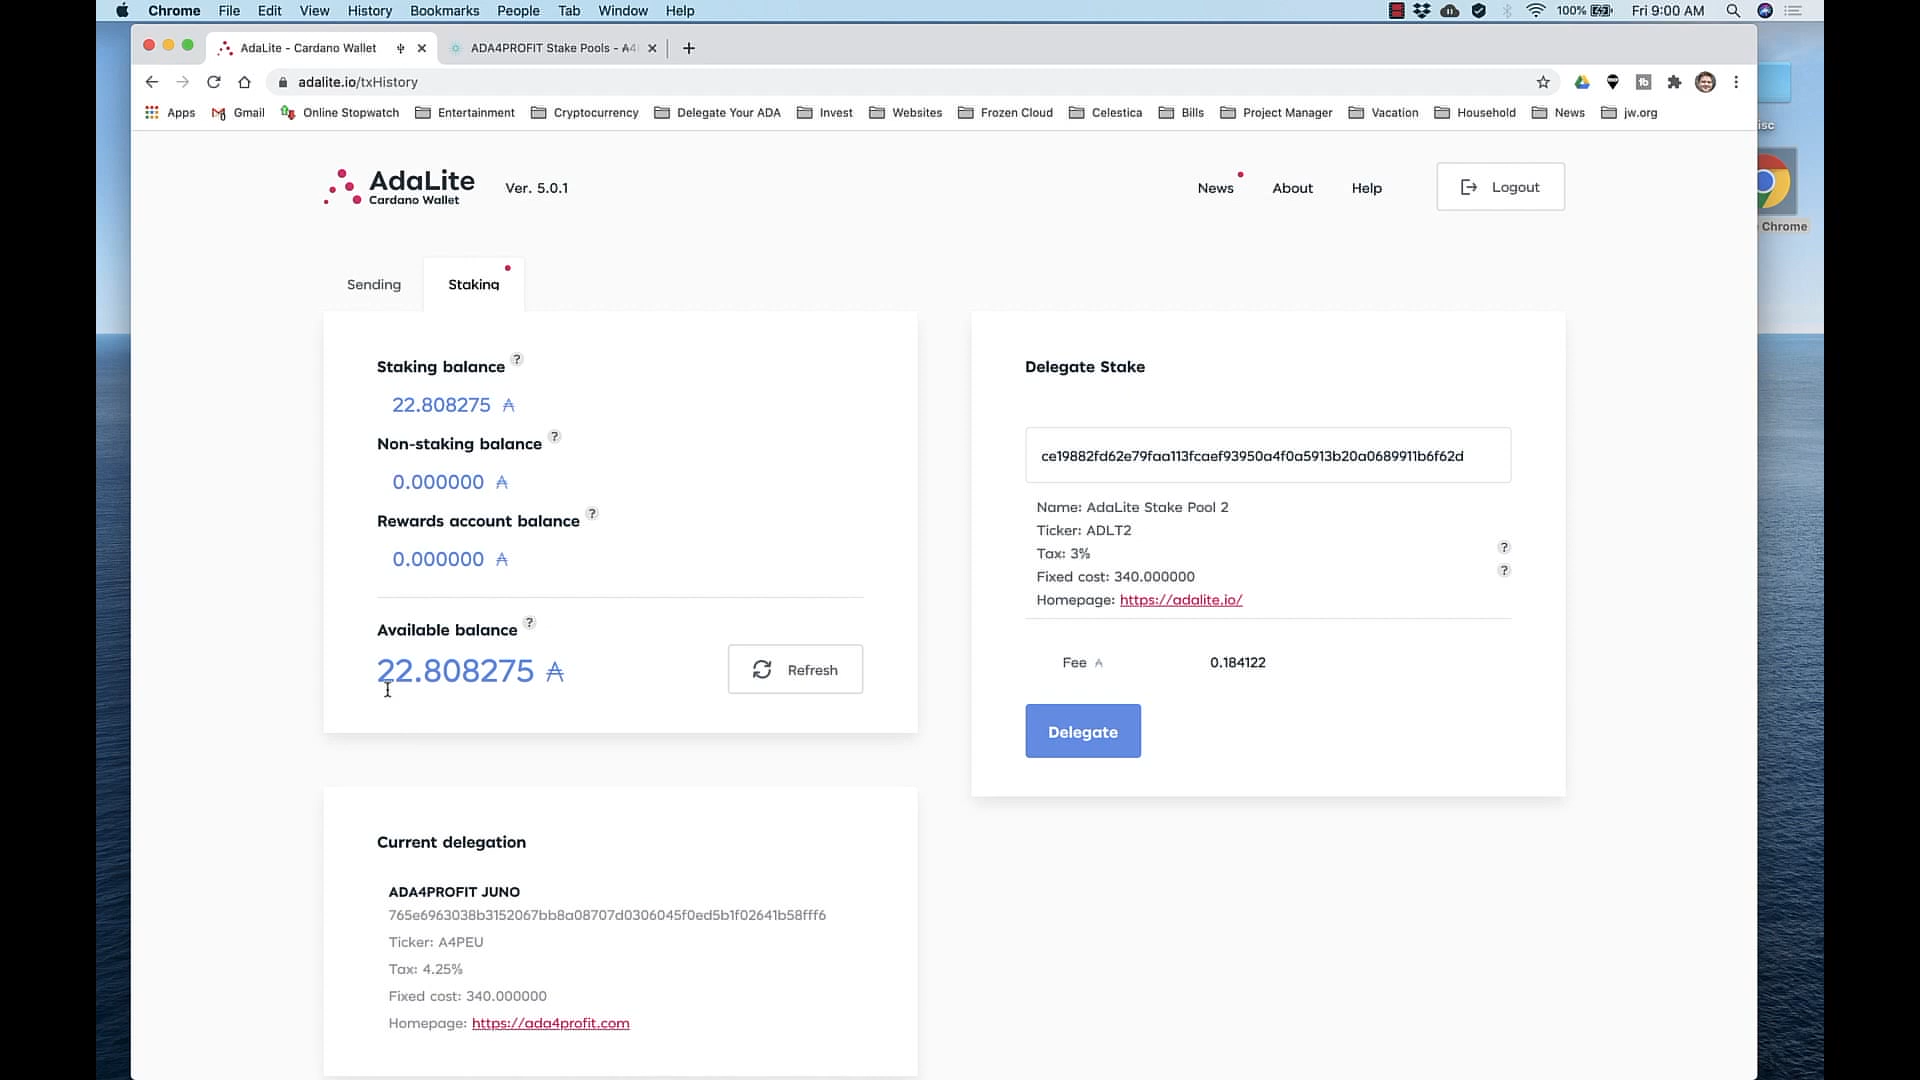 Chrome File Edit View History Bookmarks People Tab Window Help 100% Fri 9:00 AM
AdaLite - Cardano Wallet ADA4PROFIT Stake Pools - A4
adalite.io/txHistory
Apps Gmail Online Stopwatch Entertainment Cryptocurrency Delegate Your ADA Invest Websites Frozen Cloud Celestica Bills Project Manager Vacation Household News jw.org
isc
Chrome
AdaLite
Cardano Wallet
Ver. 5.0.1
News About Help Logout
Sending Staking
Staking balance ?
22.808275 ₳
Non-staking balance ?
0.000000 ₳
Rewards account balance ?
0.000000 ₳
Available balance ?
22.808275 ₳
Refresh
Delegate Stake
ce19882fd62e79faa113fcaef93950a4f0a5913b20a0689911b6f62d
Name: AdaLite Stake Pool 2
Ticker: ADLT2
Tax: 3% ?
Fixed cost: 340.000000 ?
Homepage: https://adalite.io/
Fee ₳ 0.184122
Delegate
Current delegation
ADA4PROFIT JUNO
765e6963038b3152067bb8a08707d0306045f0ed5b1f02641b58fff6
Ticker: A4PEU
Tax: 4.25%
Fixed cost: 340.000000
Homepage: https://ada4profit.com